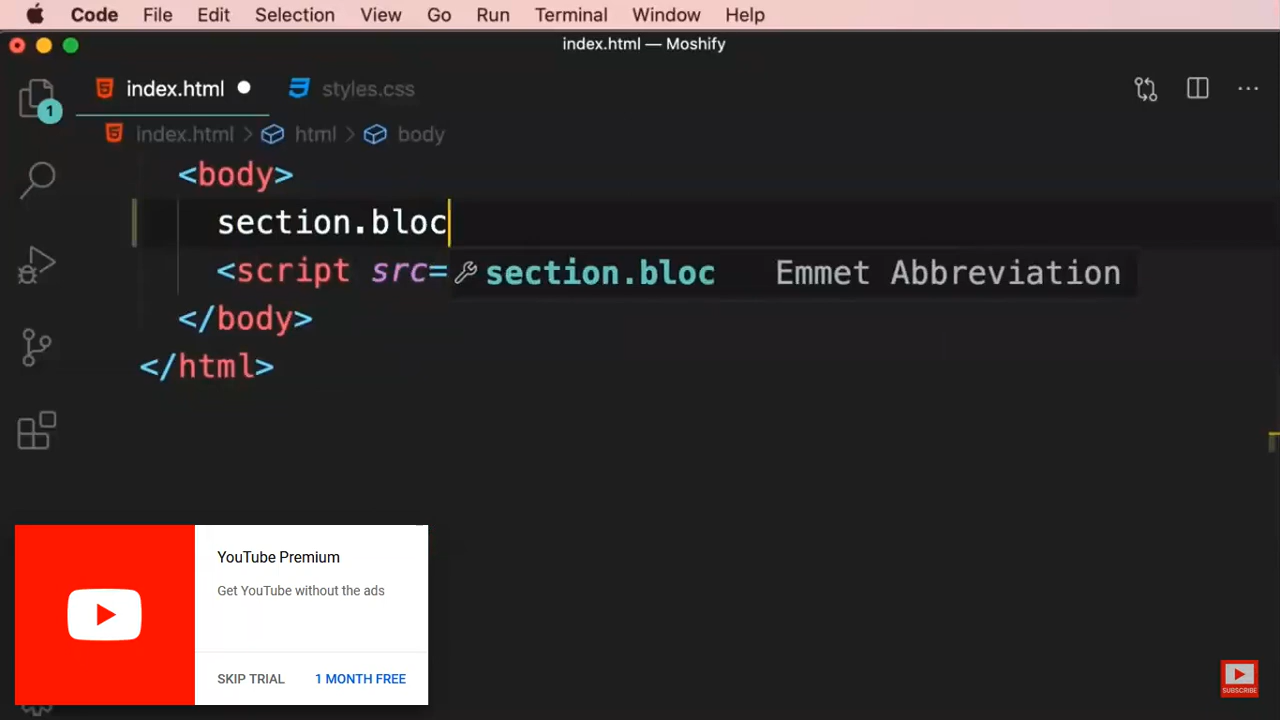 Code File Edit Selection View Go Run Terminal Window Help
index.html — Moshify
index.html styles.css
1
index.html > html > body
<body>
section.bloc
<script src=
section.bloc Emmet Abbreviation
</body>
</html>
YouTube Premium
Get YouTube without the ads
SKIP TRIAL 1 MONTH FREE
SUBSCRIBE